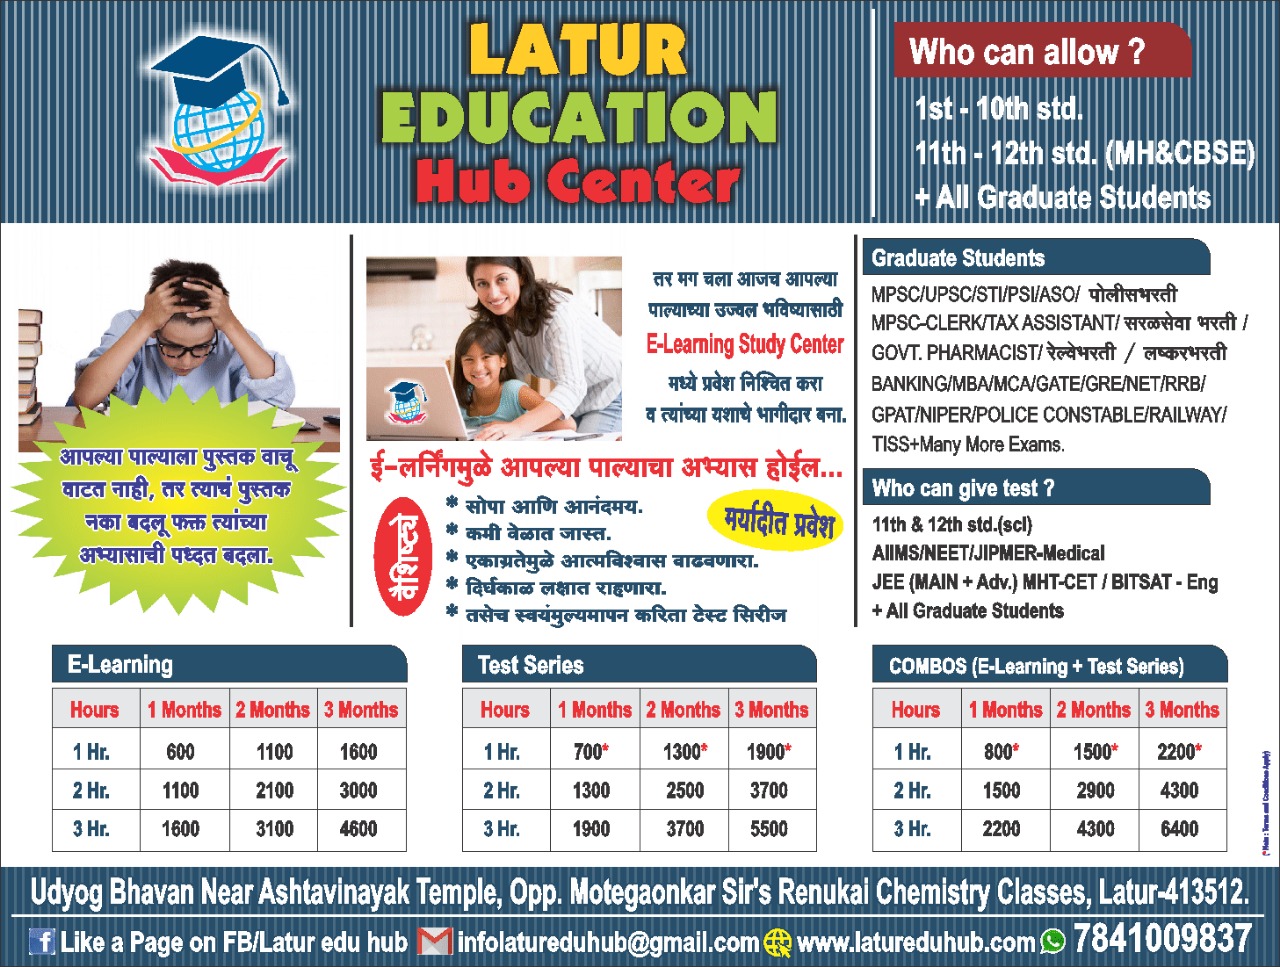 LATUR
EDUCATION
Hub Center
Who can allow ?
1st - 10th std.
11th - 12th std. (MH&CBSE)
+ All Graduate Students
आपल्या पाल्याला पुस्तक वाचू
वाटत नाही, तर त्याचं पुस्तक
नका बदलू फक्त त्यांच्या
अभ्यासाची पध्दत बदला.
तर मग चला आजच आपल्या
पाल्याच्या उज्वल भविष्यासाठी
E-Learning Study Center
मध्ये प्रवेश निश्चित करा
व त्यांच्या यशाचे भागीदार बना.
ई-लर्निंगमुळे आपल्या पाल्याचा अभ्यास होईल...
वैशिष्ट्ये
* सोपा आणि आनंदमय.
* कमी वेळात जास्त.
* एकाग्रतेमुळे आत्मविश्वास वाढवणारा.
* दिर्घकाळ लक्षात राहणारा.
* तसेच स्वयंमुल्यमापन करिता टेस्ट सिरीज
मर्यादीत प्रवेश
Graduate Students
MPSC/UPSC/STI/PSI/ASO/ पोलीसभरती
MPSC-CLERK/TAX ASSISTANT/ सरळसेवा भरती /
GOVT. PHARMACIST/ रेल्वेभरती / लष्करभरती
BANKING/MBA/MCA/GATE/GRE/NET/RRB/
GPAT/NIPER/POLICE CONSTABLE/RAILWAY/
TISS+Many More Exams.
Who can give test ?
11th & 12th std.(scl)
AIIMS/NEET/JIPMER-Medical
JEE (MAIN + Adv.) MHT-CET / BITSAT - Eng
+ All Graduate Students
E-Learning
Hours 1 Months 2 Months 3 Months
1 Hr. 600 1100 1600
2 Hr. 1100 2100 3000
3 Hr. 1600 3100 4600
Test Series
Hours 1 Months 2 Months 3 Months
1 Hr. 700* 1300* 1900*
2 Hr. 1300 2500 3700
3 Hr. 1900 3700 5500
COMBOS (E-Learning + Test Series)
Hours 1 Months 2 Months 3 Months
1 Hr. 800* 1500* 2200*
2 Hr. 1500 2900 4300
3 Hr. 2200 4300 6400
(* Note : Terms and Conditions Apply)
Udyog Bhavan Near Ashtavinayak Temple, Opp. Motegaonkar Sir's Renukai Chemistry Classes, Latur-413512.
Like a Page on FB/Latur edu hub infolatureduhub@gmail.com www.latureduhub.com 7841009837